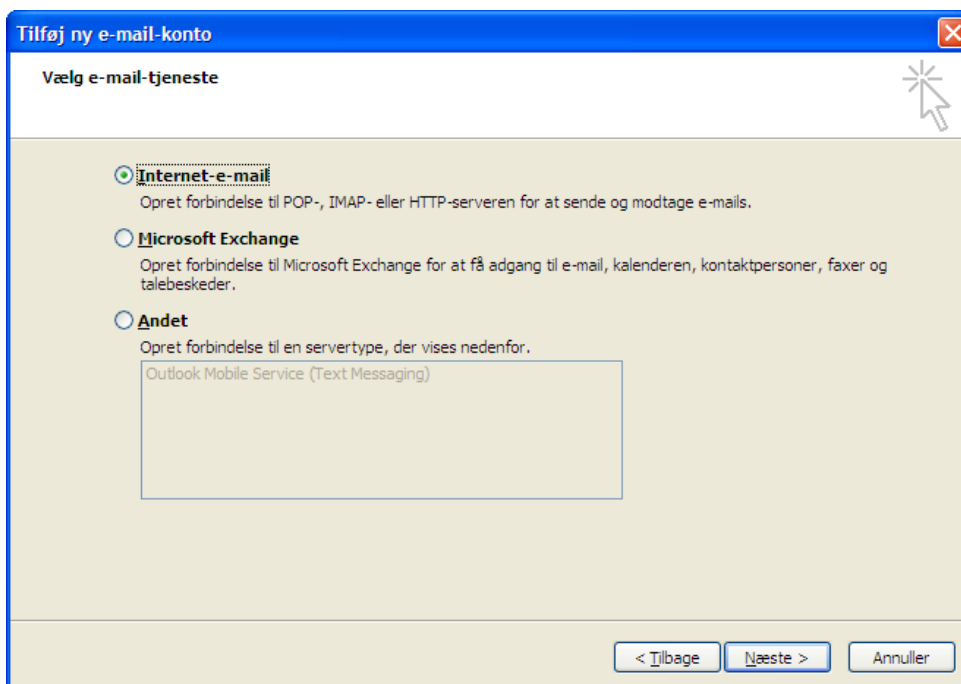 Tilføj ny e-mail-konto
Vælg e-mail-tjeneste
Internet-e-mail
Opret forbindelse til POP-, IMAP- eller HTTP-serveren for at sende og modtage e-mails.
Microsoft Exchange
Opret forbindelse til Microsoft Exchange for at få adgang til e-mail, kalenderen, kontaktpersoner, faxer og
talebeskeder.
Andet
Opret forbindelse til en servertype, der vises nedenfor.
Outlook Mobile Service (Text Messaging)
< Tilbage Næste > Annuller